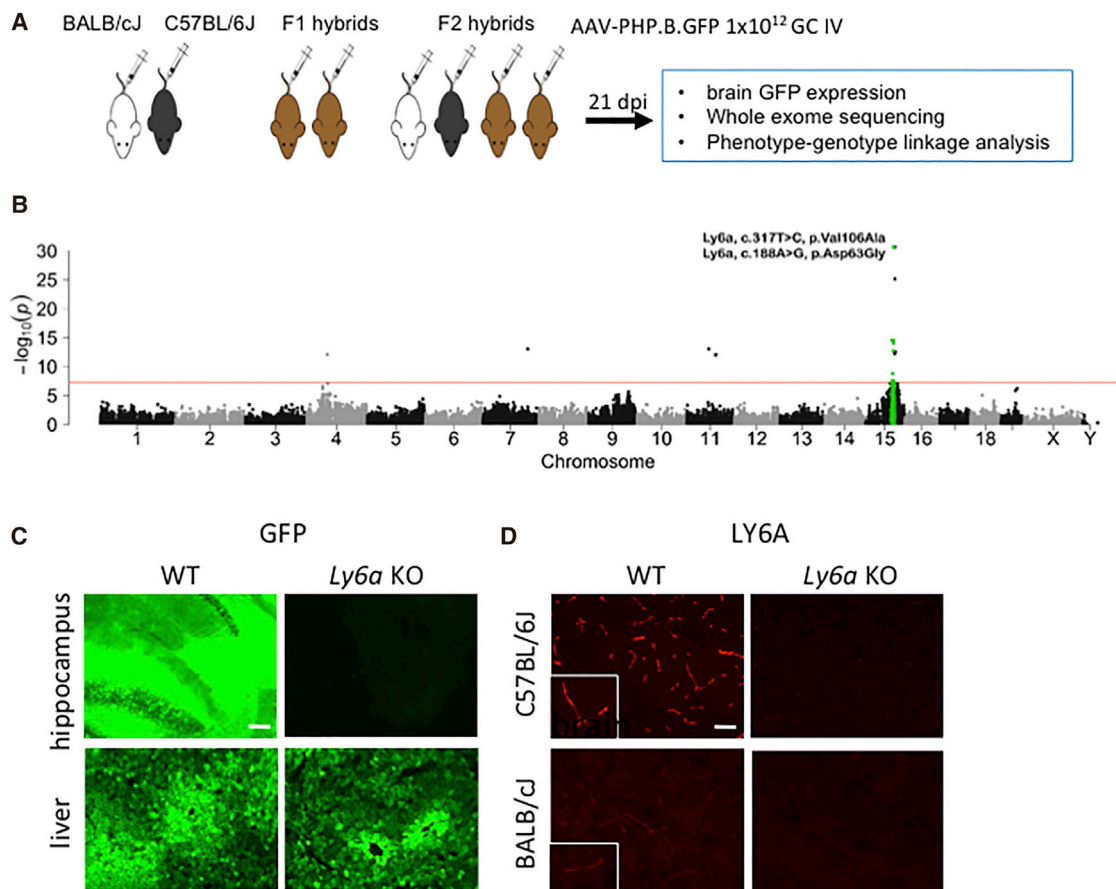 A
BALB/cJ C57BL/6J F1 hybrids F2 hybrids AAV-PHP.B.GFP 1x10¹² GC IV
21 dpi
• brain GFP expression
• Whole exome sequencing
• Phenotype-genotype linkage analysis
B
Ly6a, c.317T>C, p.Val106Ala
Ly6a, c.188A>G, p.Asp63Gly
30
25
20
15
10
5
0
−log₁₀(p)
1 2 3 4 5 6 7 8 9 10 11 12 13 14 15 16 18 X Y
Chromosome
C
GFP
WT Ly6a KO
hippocampus
liver
D
LY6A
WT Ly6a KO
C57BL/6J
brain
BALB/cJ